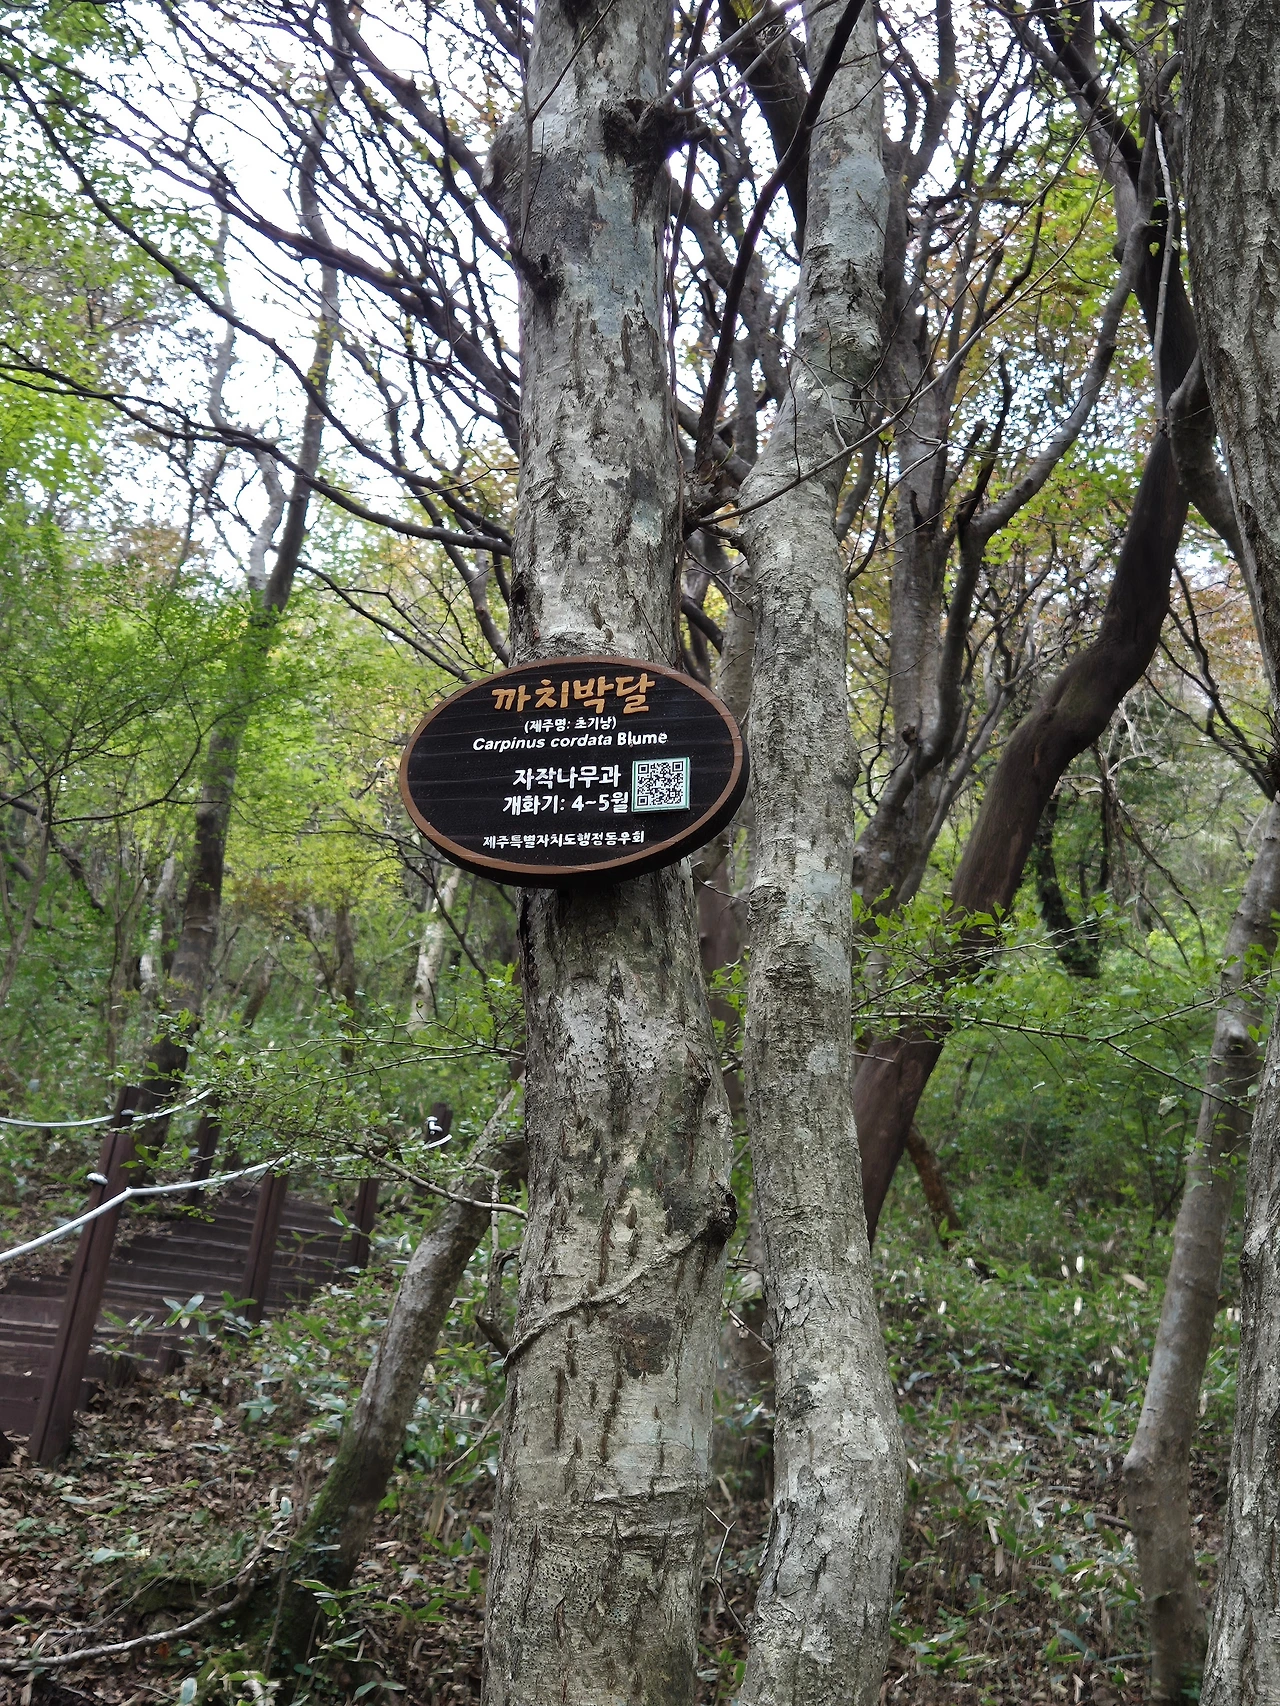 까치박달
(제주명: 초기낭)
Carpinus cordata Blume
자작나무과
개화기: 4~5월
제주특별자치도행정동우회